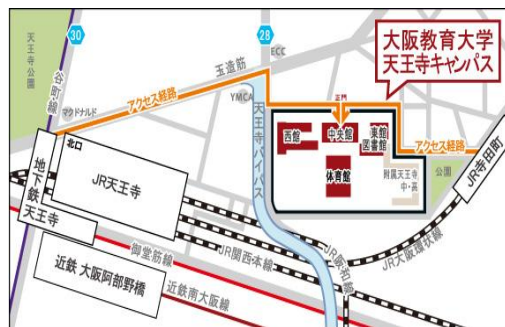 天王寺公園
30
28
ECC
大阪教育大学
天王寺キャンパス
玉造筋
アクセス経路
マクドナルド
YMCA
正門
谷町線
天王寺バイパス
西館
中央館
東館
図書館
アクセス経路
体育館
附属天王寺
中・高
公園
JR寺田町
北口
JR天王寺
地下鉄
天王寺
御堂筋線
JR関西本線
JR阪和線
JR大阪環状線
近鉄 大阪阿部野橋
近鉄南大阪線